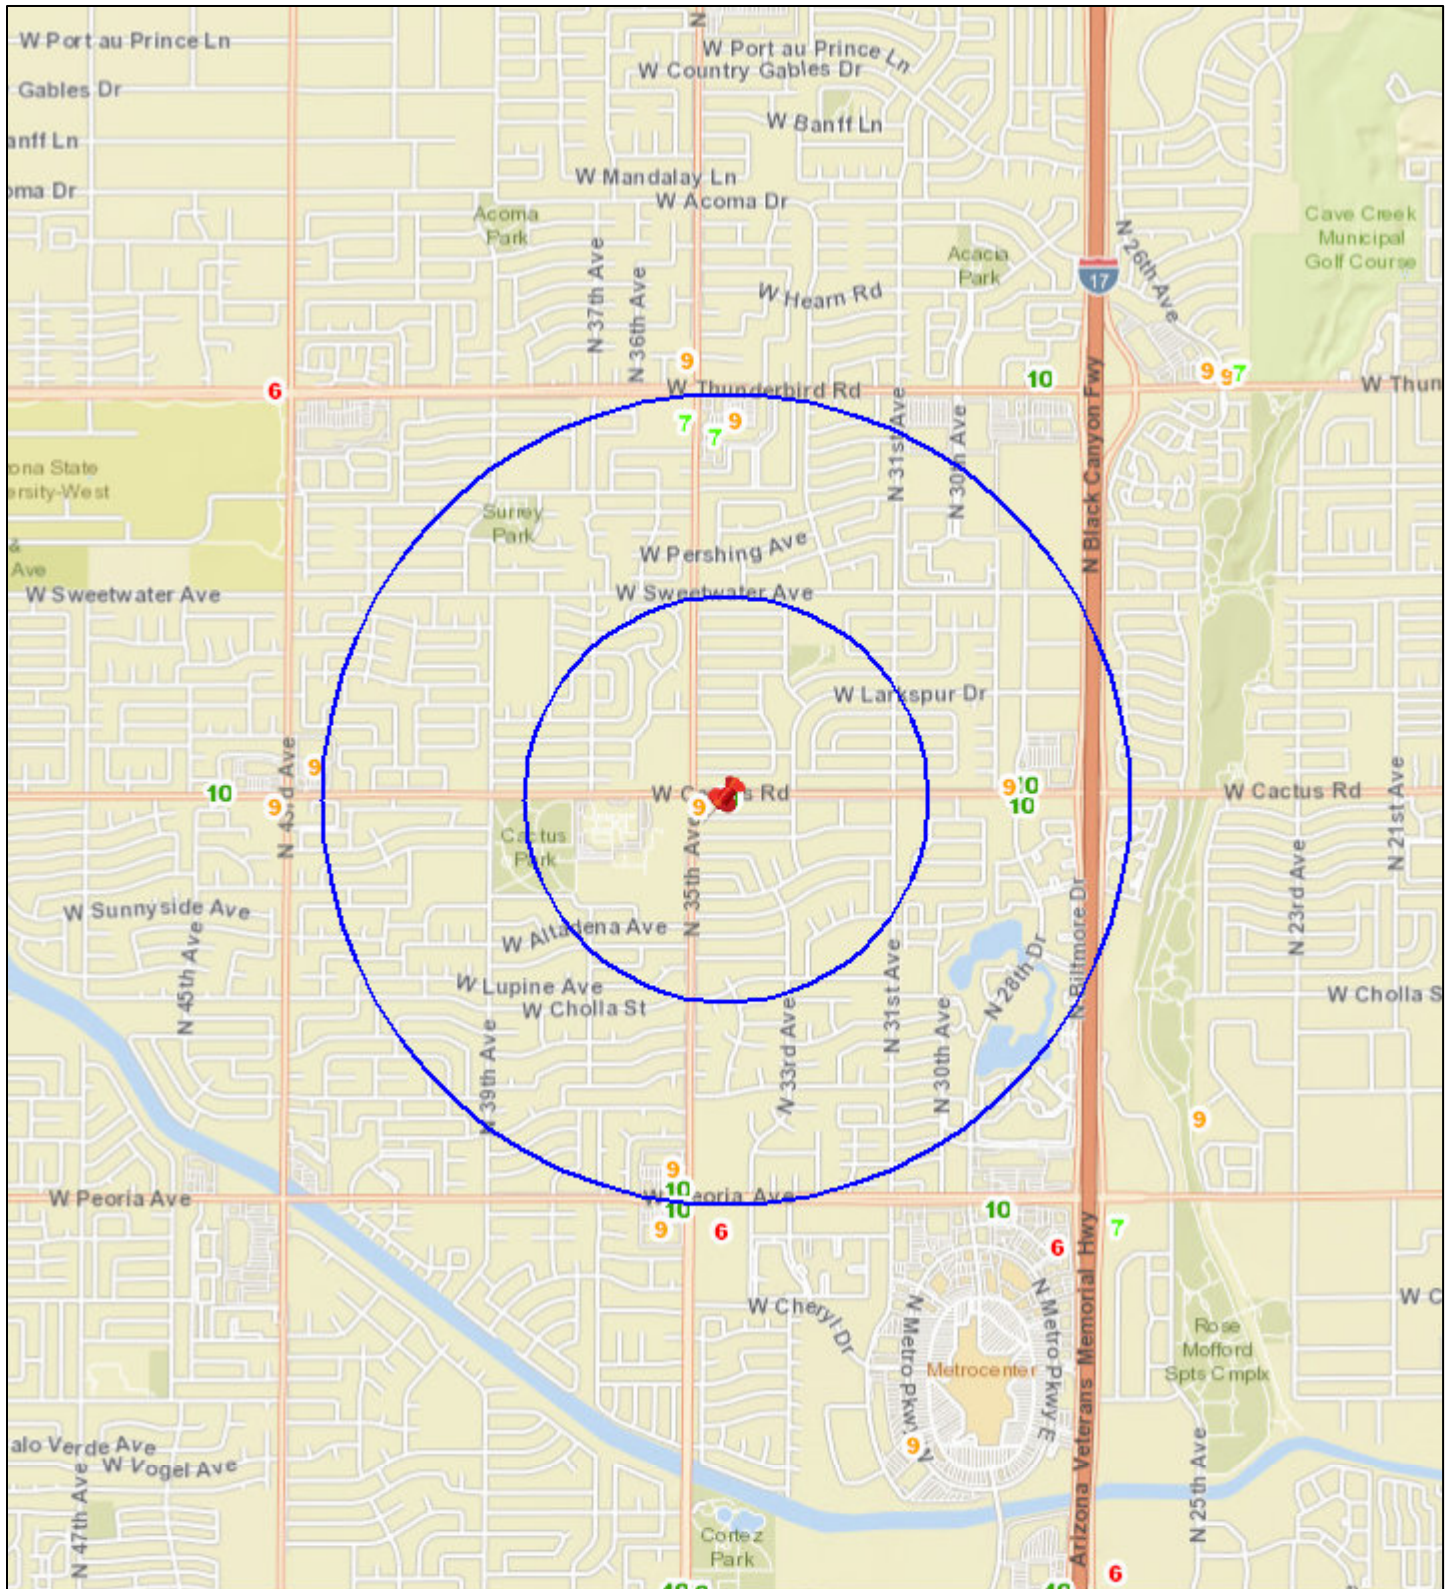 N
W Port au Prince Ln
W Port au Prince Ln
W Country Gables Dr
Gables Dr
W Banff Ln
anff Ln
W Mandalay Ln
oma Dr
W Acoma Dr
Acoma
Park
Cave Creek
Municipal
Golf Course
N 26th Ave
N 37th Ave
N 36th Ave
Acacia
Park
17
W Hearn Rd
9
10
9
9
7
6
W Thunderbird Rd
W Thun
7
7
9
N 31st Ave
N 30th Ave
N Black Canyon Fwy
ona State
ersity-West
Surrey
Park
W Pershing Ave
&
Ave
W Sweetwater Ave
W Sweetwater Ave
W Larkspur Dr
N 43rd Ave
9
10
9
W Cactus Rd
9
9
10
10
W Cactus Rd
N 21st Ave
Cactus
Park
N 35th Ave
N 23rd Ave
W Sunnyside Ave
N 45th Ave
W Altadena Ave
N 31st Ave
N 28th Dr
N Biltmore Dr
W Lupine Ave
W Cholla St
W Cholla S
N 39th Ave
N 33rd Ave
N 30th Ave
9
9
10
W Peoria Ave
W Peoria Ave
10
9
6
10
6
7
W Cheryl Dr
N Metro Pkwy
N
N Metro Pkwy E
W C
Arizona Veterans Memorial Hwy
Rose
Mofford
Spts Cmplx
Metrocenter
9
alo Verde Ave
W Vogel Ave
N 47th Ave
N 25th Ave
Cortez
Park
6
10
10